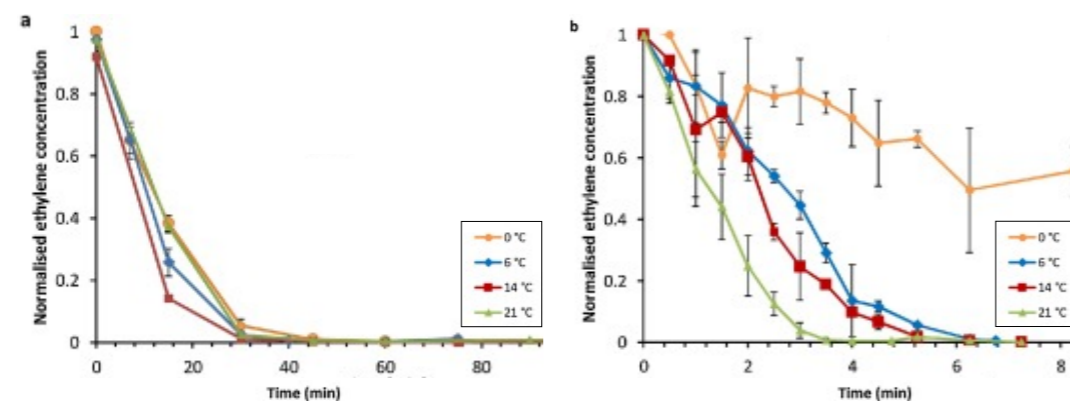 a
Normalised ethylene concentration
1
0.8
0.6
0.4
0.2
0
0 20 40 60 80
Time (min)
0 °C
6 °C
14 °C
21 °C
b
Normalised ethylene concentration
1
0.8
0.6
0.4
0.2
0
0 2 4 6 8
Time (min)
0 °C
6 °C
14 °C
21 °C